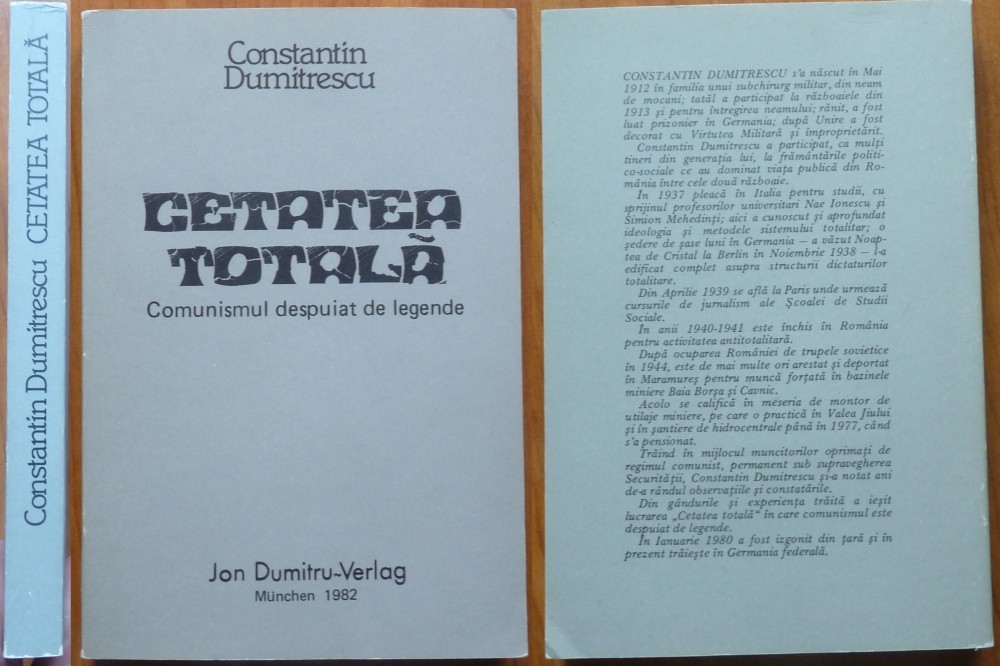 Constantin Dumitrescu CETATEA TOTALĂ
Constantin
Dumitrescu
CETATEA
TOTALĂ
Comunismul despuiat de legende
Jon Dumitru-Verlag
München 1982
CONSTANTIN DUMITRESCU s'a născut în Mai
1912 în familia unui subchirurg militar, din neam
de mocani; tatăl a participat la războaiele din
1913 și pentru întregirea neamului; rănit, a fost
luat prizonier în Germania; după Unire a fost
decorat cu Virtutea Militară și împroprietărit.
Constantin Dumitrescu a participat, ca mulți
tineri din generația lui, la frământările politi-
co-sociale ce au dominat viața publică din Ro-
mânia între cele două războaie.
In 1937 pleacă în Italia pentru studii, cu
sprijinul profesorilor universitari Nae Ionescu și
Simion Mehedinți; aici a cunoscut și aprofundat
ideologia și metodele sistemului totalitar; o
ședere de șase luni în Germania — a văzut Noap-
tea de Cristal la Berlin în Noiembrie 1938 — l-a
edificat complet asupra structurii dictaturilor
totalitare.
Din Aprilie 1939 se află la Paris unde urmează
cursurile de jurnalism ale Școalei de Studii
Sociale.
In anii 1940-1941 este închis în România
pentru activitatea antitotalitară.
După ocuparea României de trupele sovietice
în 1944, este de mai multe ori arestat și deportat
în Maramureș pentru muncă forțată în bazinele
miniere Baia Borșa și Cavnic.
Acolo se califică în meseria de montor de
utilaje miniere, pe care o practică în Valea Jiului
și în șantiere de hidrocentrale până în 1977, când
s'a pensionat.
Trăind în mijlocul muncitorilor oprimați de
regimul comunist, permanent sub supravegherea
Securității, Constantin Dumitrescu și-a notat ani
de-a rândul observațiile și constatările.
Din gândurile și experiența trăită a ieșit
lucrarea „Cetatea totală“ în care comunismul este
despuiat de legende.
În Ianuarie 1980 a fost izgonit din țară și în
prezent trăiește în Germania federală.